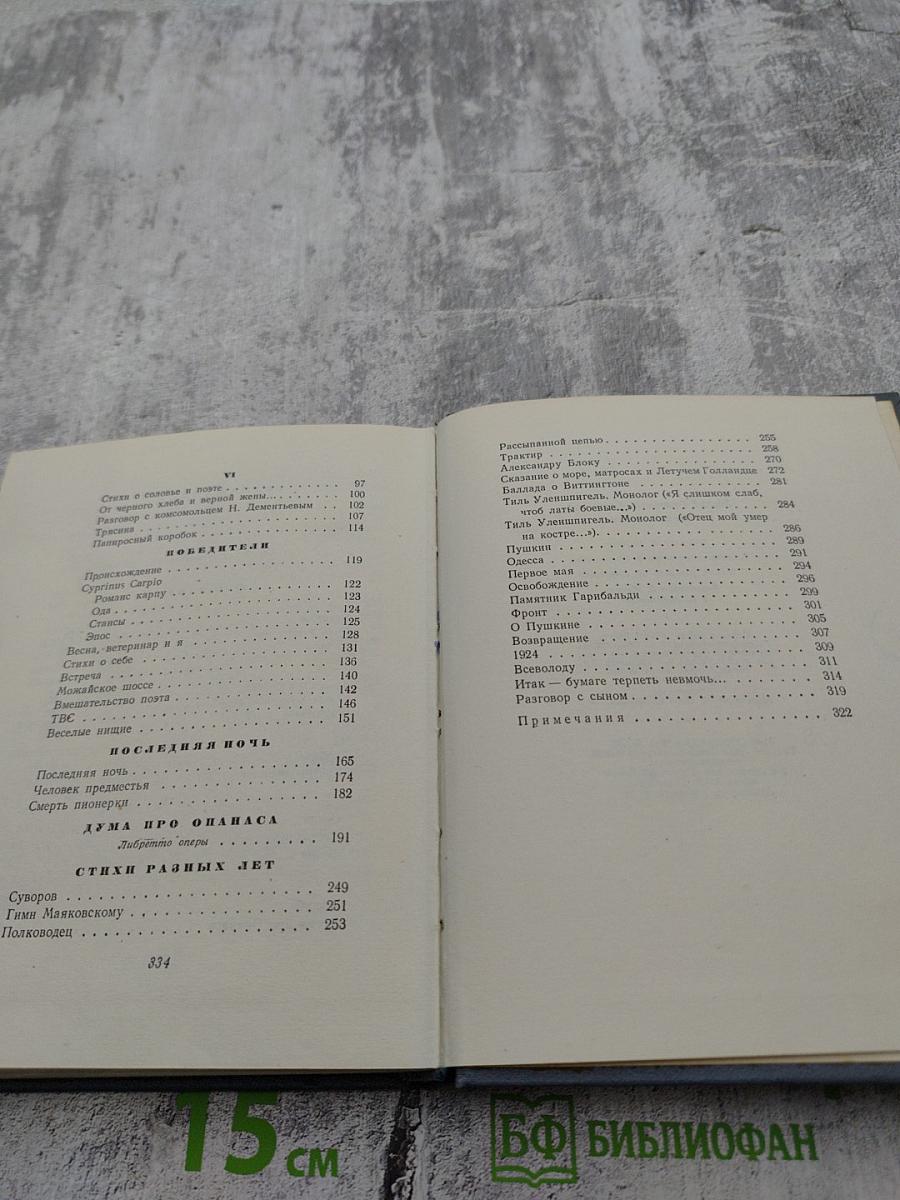 VI
Стихи о соловье и поэте . . . . . . . . . . . 97
От черного хлеба и верной жены... . . . . . . 100
Разговор с комсомольцем Н. Дементьевым . . 102
Трясина . . . . . . . . . . . . . . . . . 107
Папиросный коробок . . . . . . . . . . . . . 114
ПОБЕДИТЕЛИ
Происхождение . . . . . . . . . . . . . . . 119
Cyprinus Carpio
Романс карпу . . . . . . . . . . . . . . 122
Ода . . . . . . . . . . . . . . . . . . 123
Стансы . . . . . . . . . . . . . . . . . 124
Эпос . . . . . . . . . . . . . . . . . . 125
Весна, ветеринар и я . . . . . . . . . . . . 128
Стихи о себе . . . . . . . . . . . . . . . 131
Встреча . . . . . . . . . . . . . . . . . 136
Можайское шоссе . . . . . . . . . . . . . . 140
Вмешательство поэта . . . . . . . . . . . . 142
ТВЄ . . . . . . . . . . . . . . . . . . . 146
Веселые нищие . . . . . . . . . . . . . . . 151
ПОСЛЕДНЯЯ НОЧЬ
Последняя ночь . . . . . . . . . . . . . . . 165
Человек предместья . . . . . . . . . . . . . 174
Смерть пионерки . . . . . . . . . . . . . . 182
ДУМА ПРО ОПАНАСА
Либретто оперы . . . . . . . . . 191
СТИХИ РАЗНЫХ ЛЕТ
Суворов . . . . . . . . . . . . . . . . . . 249
Гимн Маяковскому . . . . . . . . . . . . . . 251
Полководец . . . . . . . . . . . . . . . . 253
334
Рассыпанной цепью . . . . . . . . . . . . . . 255
Трактир . . . . . . . . . . . . . . . . . . 258
Александру Блоку . . . . . . . . . . . . . . 270
Сказание о море, матросах и Летучем Голландце 272
Баллада о Виттингтоне . . . . . . . . . . . . 281
Тиль Уленшпигель. Монолог («Я слишком слаб,
чтоб латы боевые...») . . . . . . . . . . . 284
Тиль Уленшпигель. Монолог («Отец мой умер
на костре...») . . . . . . . . . . . . . . 286
Пушкин . . . . . . . . . . . . . . . . . . 289
Одесса . . . . . . . . . . . . . . . . . . 291
Первое мая . . . . . . . . . . . . . . . . 294
Освобождение . . . . . . . . . . . . . . . 296
Памятник Гарибальди . . . . . . . . . . . . 299
Фронт . . . . . . . . . . . . . . . . . . 301
О Пушкине . . . . . . . . . . . . . . . . 305
Возвращение . . . . . . . . . . . . . . . 307
1924 . . . . . . . . . . . . . . . . . . . 309
Всеволоду . . . . . . . . . . . . . . . . 311
Итак — бумаге терпеть невмочь... . . . . . . . 314
Разговор с сыном . . . . . . . . . . . . . . 319
Примечания . . . . . . . . . . . . . . . . 322
15 см
БФ БИБЛИОФАН